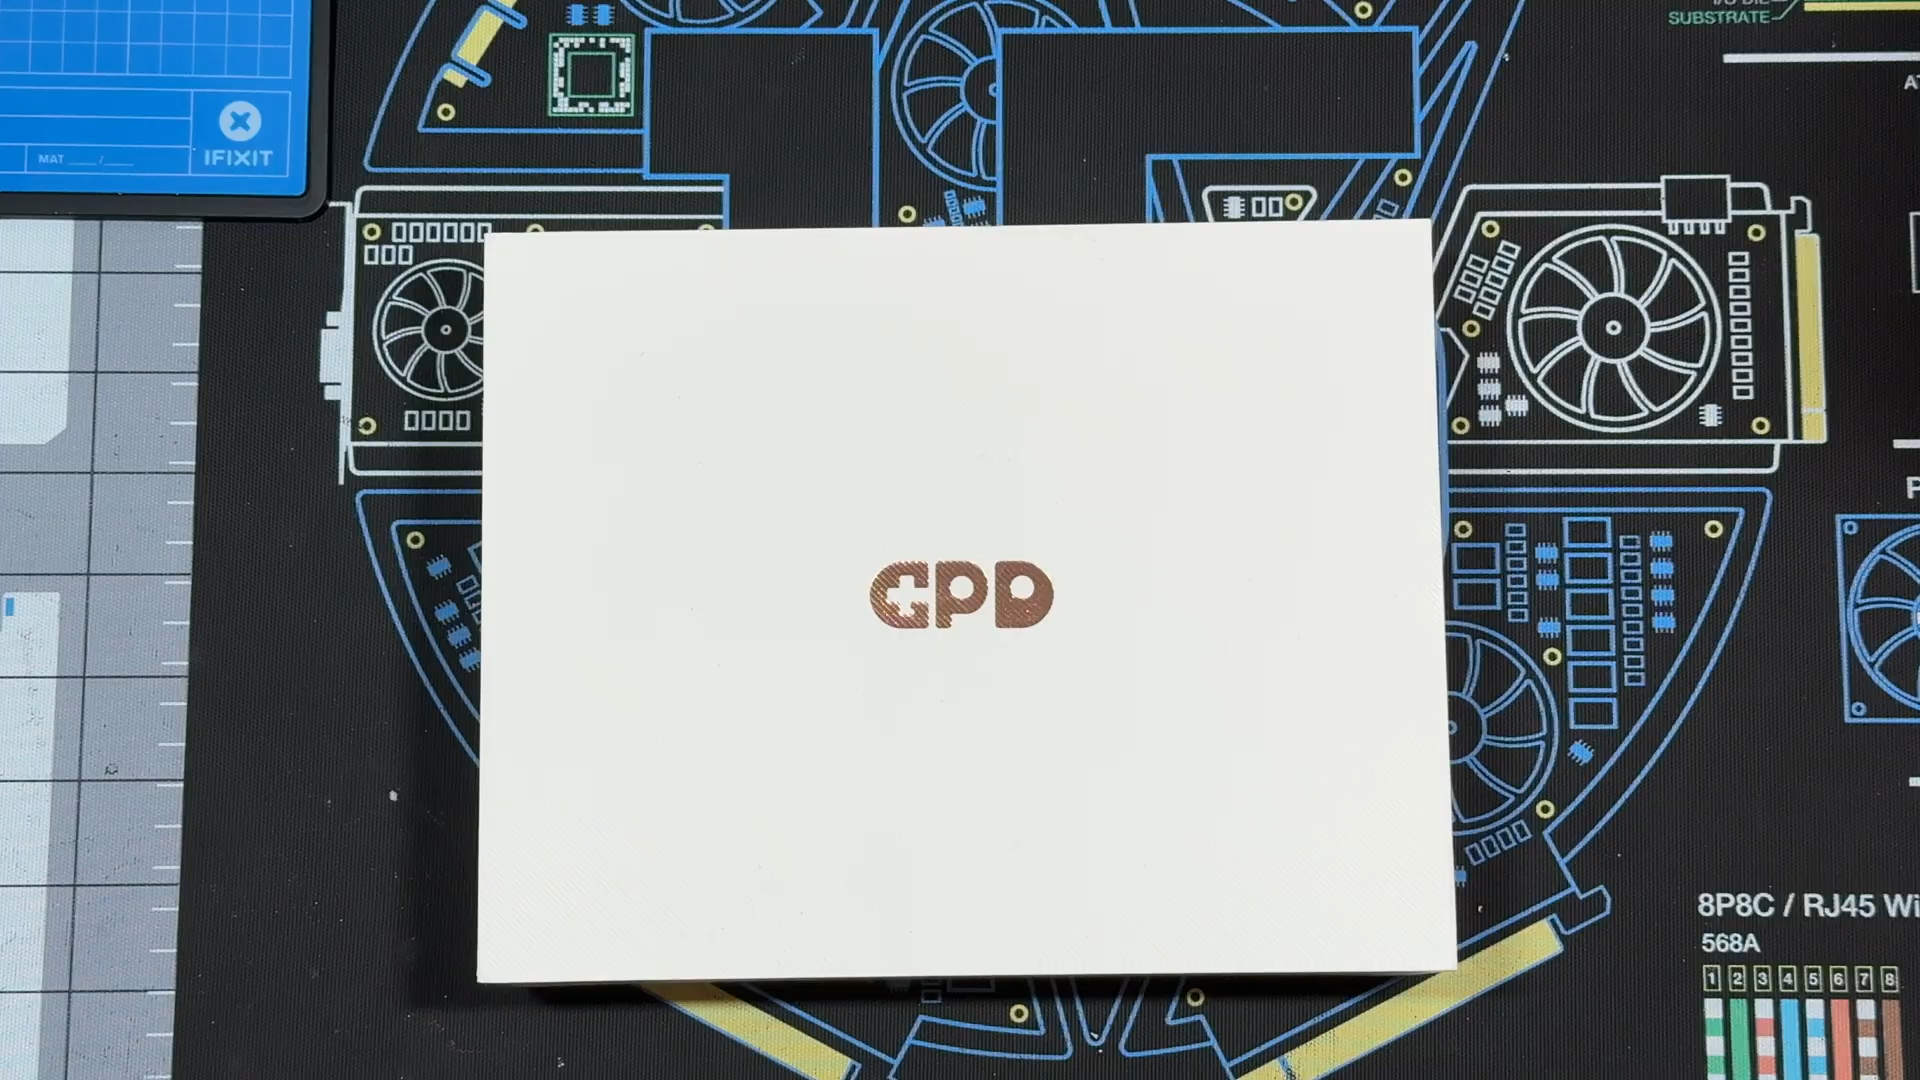 SUBSTRATE
IFIXIT
MAT
GPD
8P8C / RJ45 Wi
568A
1 2 3 4 5 6 7 8